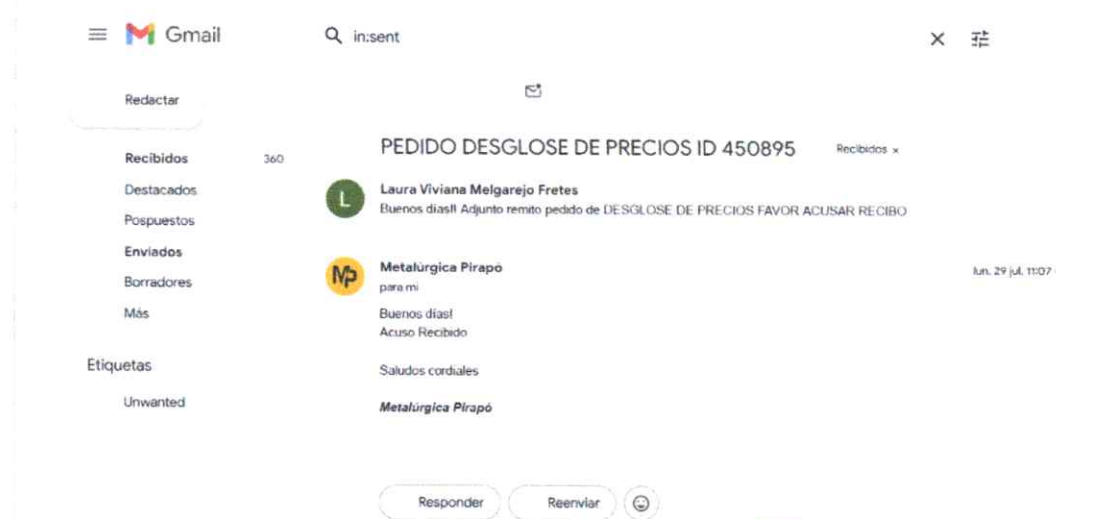 Gmail
in:sent
Redactar
PEDIDO DESGLOSE DE PRECIOS ID 450895 Recibidos x
Recibidos 360
Destacados
Pospuestos
Enviados
Borradores
Más
Etiquetas
Unwanted
L
Laura Viviana Melgarejo Fretes
Buenos días!! Adjunto remito pedido de DESGLOSE DE PRECIOS FAVOR ACUSAR RECIBO
Mp
Metalúrgica Pirapó
lun, 29 jul, 11:07
para mi
Buenos días!
Acuso Recibido
Saludos cordiales
Metalúrgica Pirapó
Responder
Reenviar